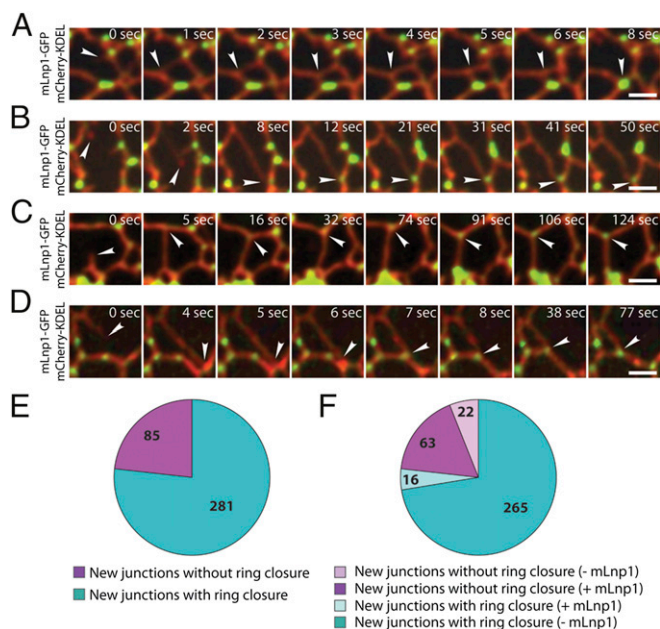 A
mLnp1-GFP
mCherry-KDEL
0 sec 1 sec 2 sec 3 sec 4 sec 5 sec 6 sec 8 sec
B
mLnp1-GFP
mCherry-KDEL
0 sec 2 sec 8 sec 12 sec 21 sec 31 sec 41 sec 50 sec
C
mLnp1-GFP
mCherry-KDEL
0 sec 5 sec 16 sec 32 sec 74 sec 91 sec 106 sec 124 sec
D
mLnp1-GFP
mCherry-KDEL
0 sec 4 sec 5 sec 6 sec 7 sec 8 sec 38 sec 77 sec
E
85
281
New junctions without ring closure
New junctions with ring closure
F
22
63
16
265
New junctions without ring closure (- mLnp1)
New junctions without ring closure (+ mLnp1)
New junctions with ring closure (+ mLnp1)
New junctions with ring closure (- mLnp1)